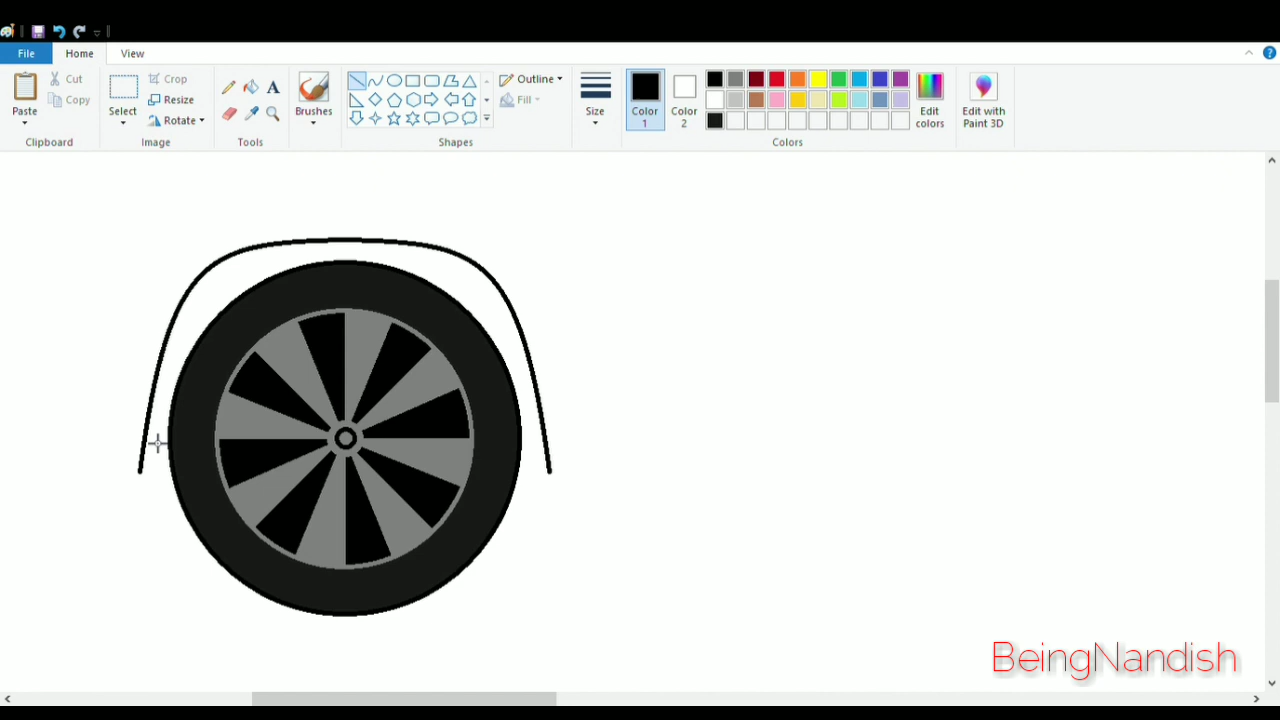 File Home View
Paste Cut Copy Clipboard
Select Crop Resize Rotate Image
A Tools
Brushes
Outline Fill Shapes
Size
Color 1 Color 2 Edit colors Colors
Edit with Paint 3D
?
BeingNandish